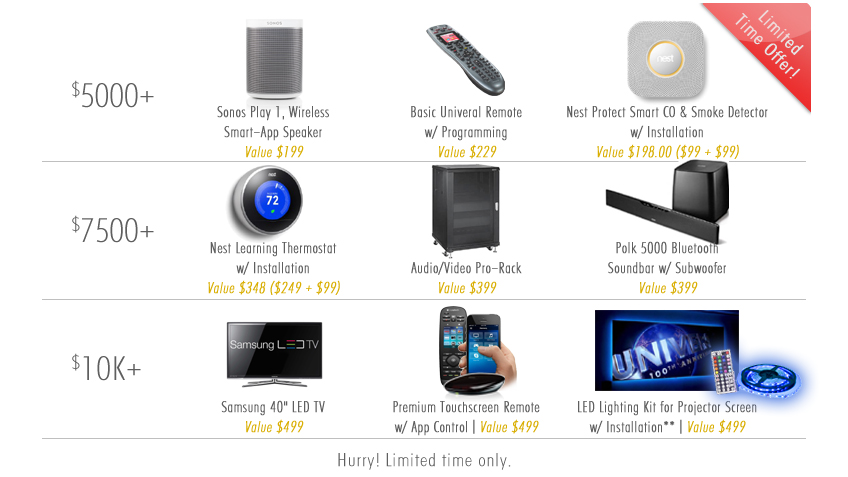 Limited
Time Offer!
$5000+
SONOS
nest
Sonos Play 1, Wireless
Smart-App Speaker
Value $199
Basic Univeral Remote
w/ Programming
Value $229
Nest Protect Smart CO & Smoke Detector
w/ Installation
Value $198.00 ($99 + $99)
$7500+
nest
72
Nest Learning Thermostat
w/ Installation
Value $348 ($249 + $99)
Audio/Video Pro-Rack
Value $399
Polk 5000 Bluetooth
Soundbar w/ Subwoofer
Value $399
$10K+
Samsung LED TV
Samsung 40" LED TV
Value $499
Premium Touchscreen Remote
w/ App Control | Value $499
UNIVER
100TH ANNIV
LED Lighting Kit for Projector Screen
w/ Installation** | Value $499
Hurry! Limited time only.